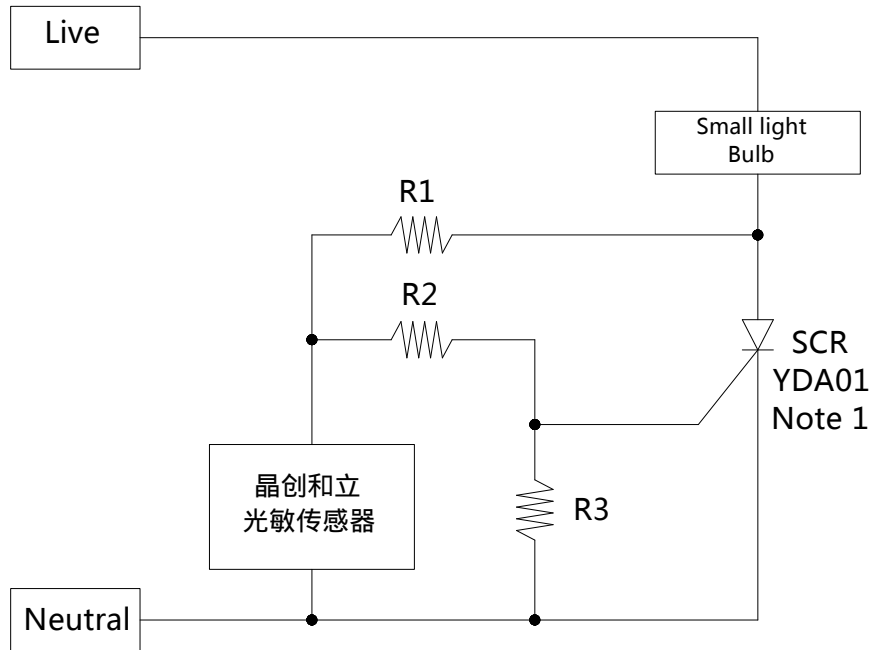 Live
Small light
Bulb
R1
R2
SCR
YDA01
Note 1
晶创和立
光敏传感器
R3
Neutral